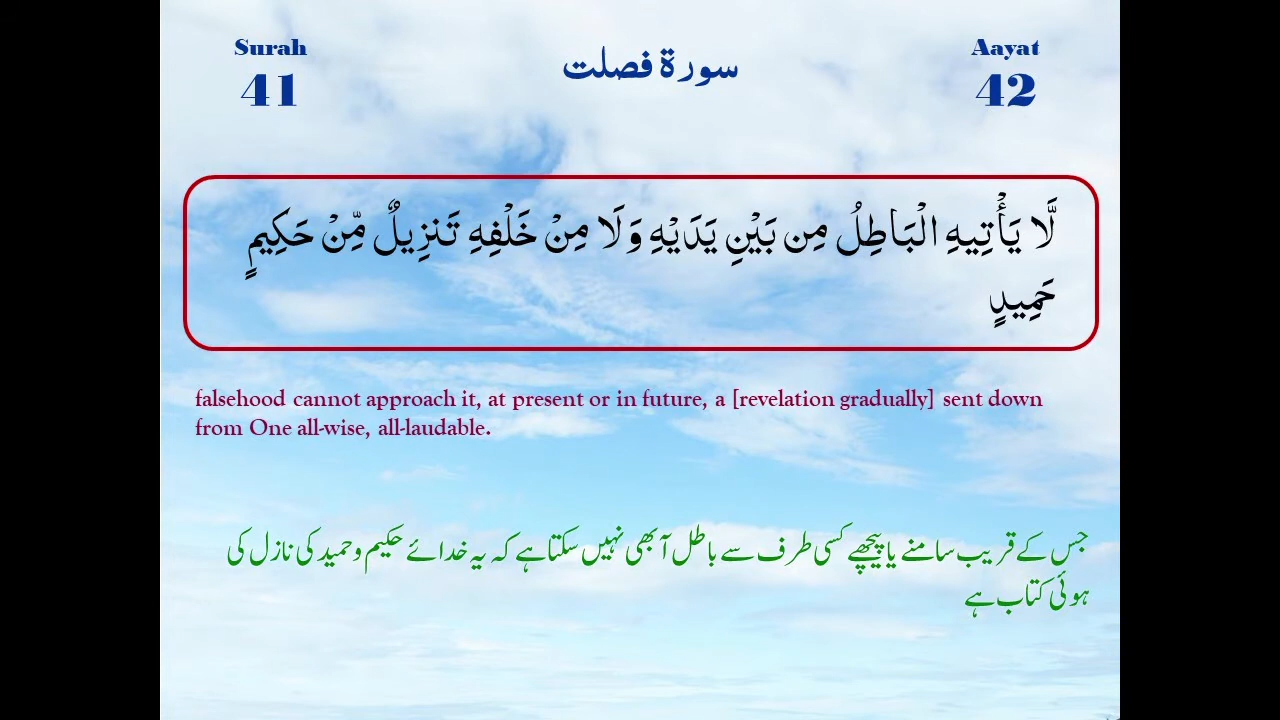 Surah
41
سورة فصلت
Aayat
42
لَّا يَأْتِيهِ الْبَاطِلُ مِن بَيْنِ يَدَيْهِ وَلَا مِنْ خَلْفِهِ تَنزِيلٌ مِّنْ حَكِيمٍ
حَمِيدٍ
falsehood cannot approach it, at present or in future, a [revelation gradually] sent down
from One all-wise, all-laudable.
جس کے قریب سامنے یا پیچھے کسی طرف سے باطل آ بھی نہیں سکتا ہے کہ یہ خدائے حکیم و حمید کی نازل کی
ہوئی کتاب ہے